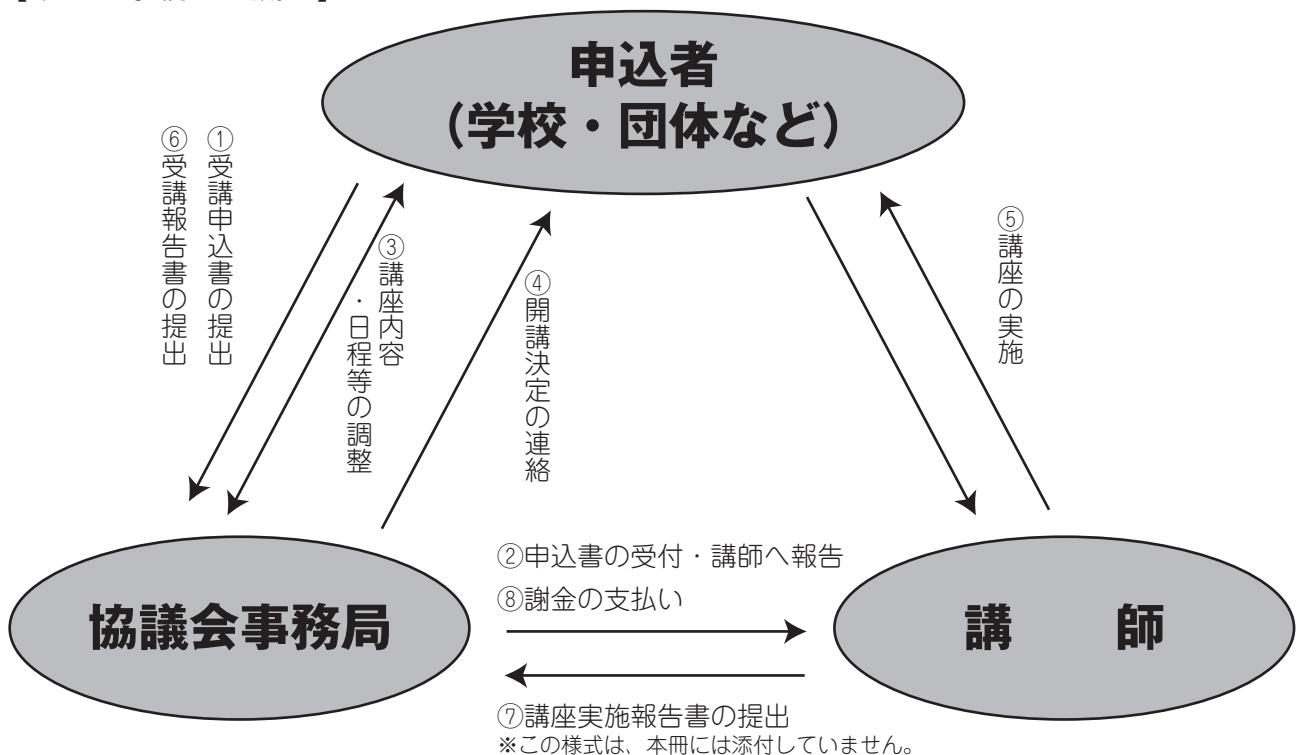 申込者
（学校・団体など）
①受講申込書の提出
⑥受講報告書の提出
③講座内容
・日程等の調整
④開講決定の連絡
⑤講座の実施
②申込書の受付・講師へ報告
⑧謝金の支払い
協議会事務局
講　師
⑦講座実施報告書の提出
※この様式は、本冊には添付していません。